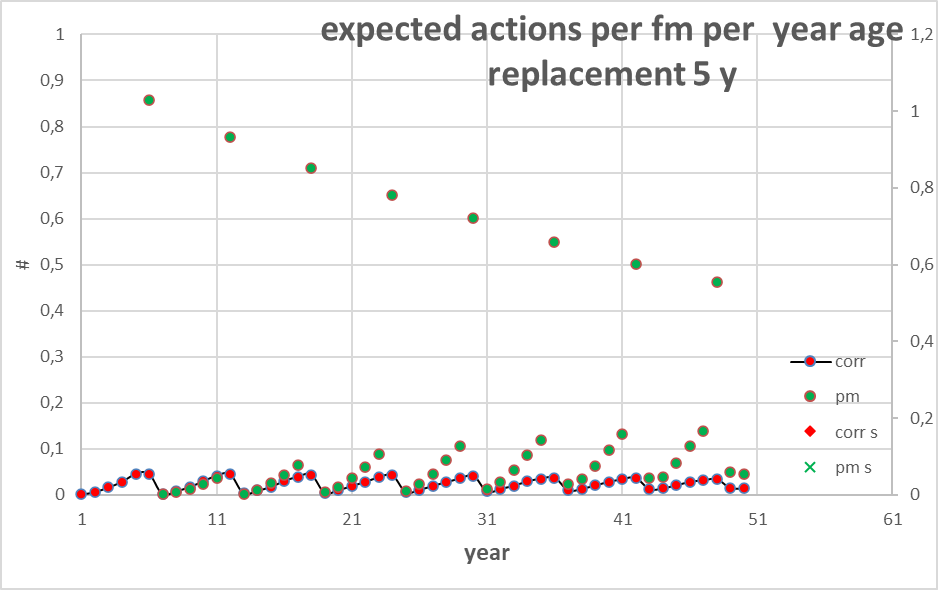 expected actions per fm per year age
replacement 5 y
1
0,9
0,8
0,7
0,6
0,5
0,4
0,3
0,2
0,1
0
#
1,2
1
0,8
0,6
0,4
0,2
0
corr
pm
corr s
pm s
1 11 21 31 41 51 61
year